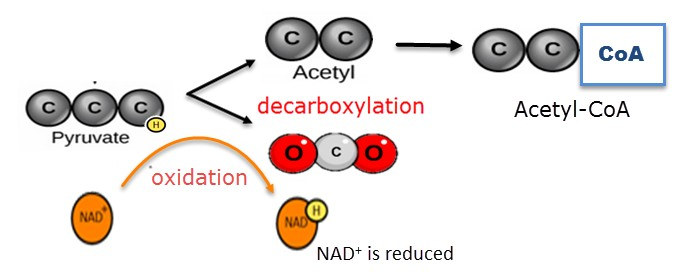 C C
Acetyl
C C
CoA
Acetyl-CoA
decarboxylation
C C C
H
Pyruvate
O C O
oxidation
NAD+
NAD H
NAD+ is reduced